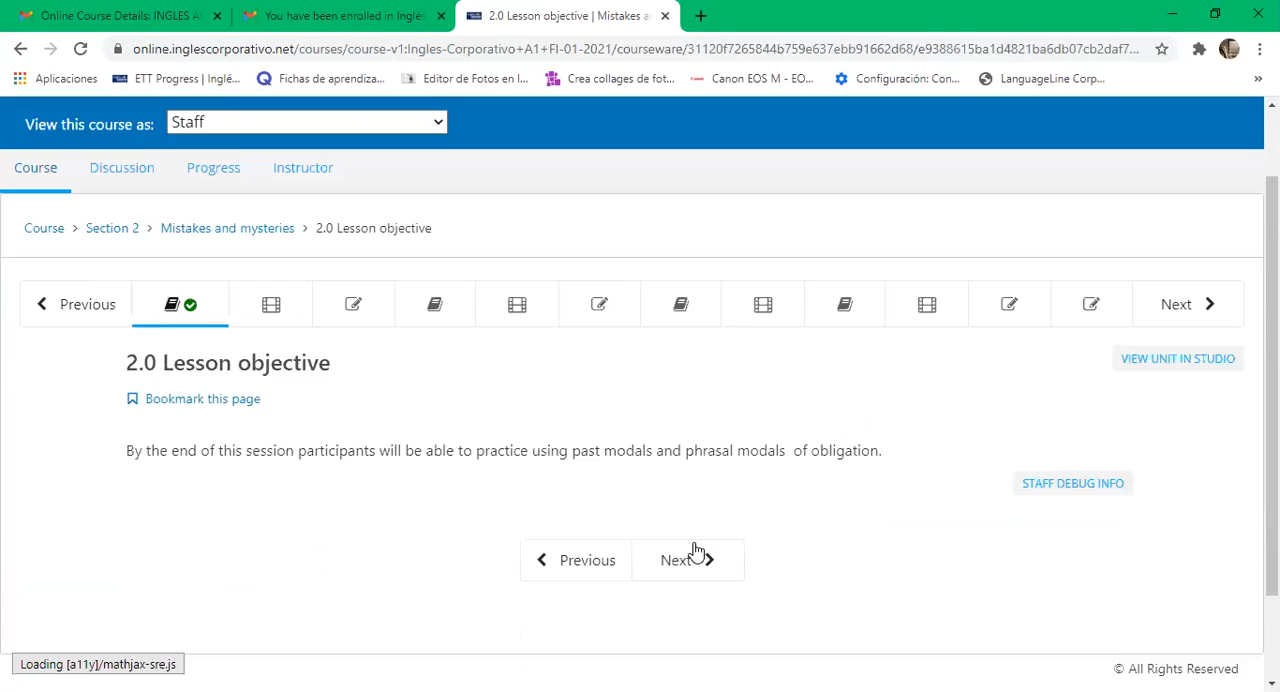 Online Course Details: INGLES AV
You have been enrolled in Inglés
2.0 Lesson objective | Mistakes a
online.inglescorporativo.net/courses/course-v1:Ingles-Corporativo+A1+FI-01-2021/courseware/31120f7265844b759e637ebb91662d68/e9388615ba1d4821ba6db07cb2daf7...
Aplicaciones
ETT Progress | Inglé...
Fichas de aprendiza...
Editor de Fotos en l...
Crea collages de fot...
Canon EOS M - EO...
Configuración: Con...
LanguageLine Corp...
»
View this course as: Staff
Course Discussion Progress Instructor
Course > Section 2 > Mistakes and mysteries > 2.0 Lesson objective
Previous
Next
2.0 Lesson objective
VIEW UNIT IN STUDIO
Bookmark this page
By the end of this session participants will be able to practice using past modals and phrasal modals of obligation.
STAFF DEBUG INFO
Previous
Next
Loading [a11y]/mathjax-sre.js
© All Rights Reserved